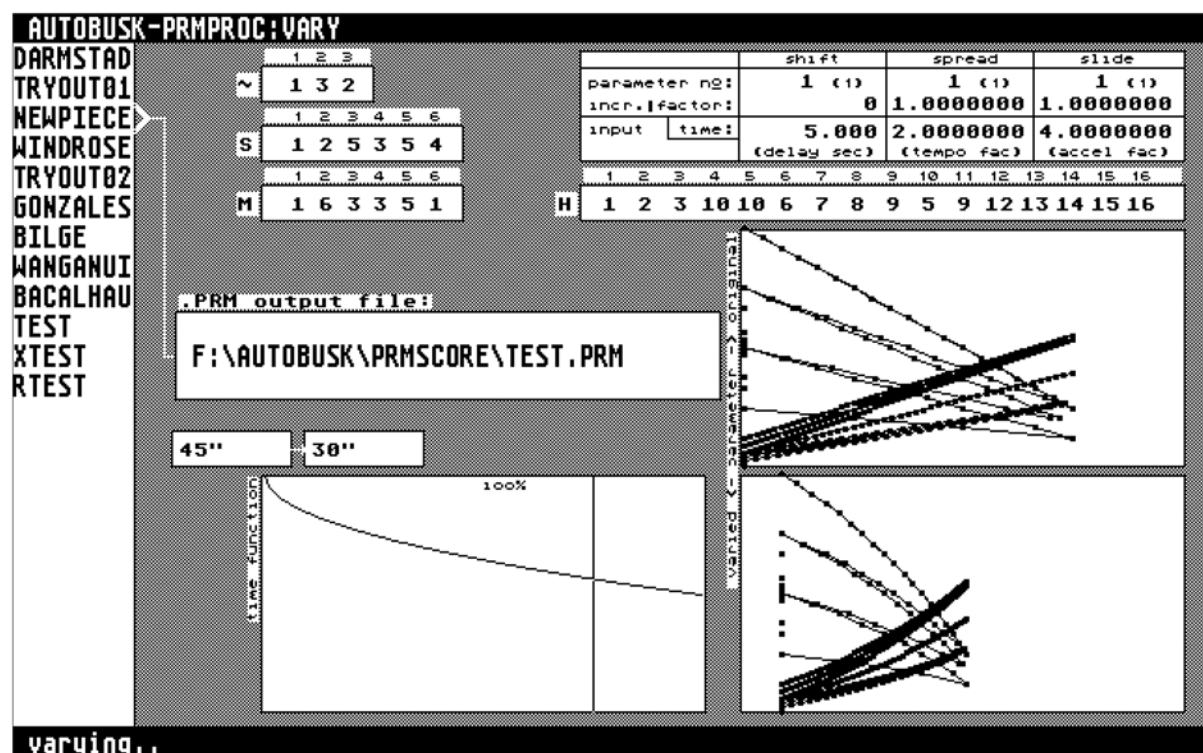 AUTOBUSK-PRMPROC:VARY
DARMSTAD
TRYOUT01
NEWPIECE
WINDROSE
TRYOUT02
GONZALES
BILGE
WANGANUI
BACALHAU
TEST
XTEST
RTEST
1 2 3
~ 1 3 2
1 2 3 4 5 6
S 1 2 5 3 5 4
1 2 3 4 5 6
M 1 6 3 3 5 1
shift spread slide
parameter nº: 1 (1) 1 (1) 1 (1)
incr.|factor: 0 1.0000000 1.0000000
input time: 5.000 2.0000000 4.0000000
(delay sec) (tempo fac) (accel fac)
1 2 3 4 5 6 7 8 9 10 11 12 13 14 15 16
H 1 2 3 10 10 6 7 8 9 5 9 12 13 14 15 16
.PRM output file:
F:\AUTOBUSK\PRMSCORE\TEST.PRM
45" 30"
time function
100%
parameter <- original
varied <-
varying..